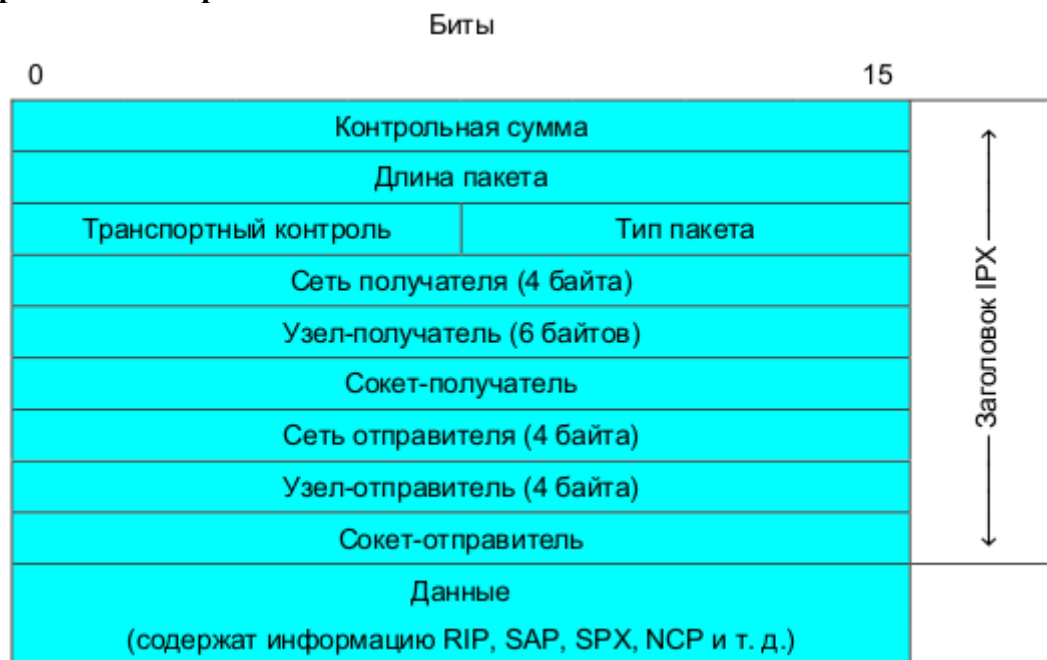 Биты
0 15
Контрольная сумма
Длина пакета
Транспортный контроль Тип пакета
Сеть получателя (4 байта)
Узел-получатель (6 байтов)
Сокет-получатель
Сеть отправителя (4 байта)
Узел-отправитель (4 байта)
Сокет-отправитель
Заголовок IPX
Данные
(содержат информацию RIP, SAP, SPX, NCP и т. д.)